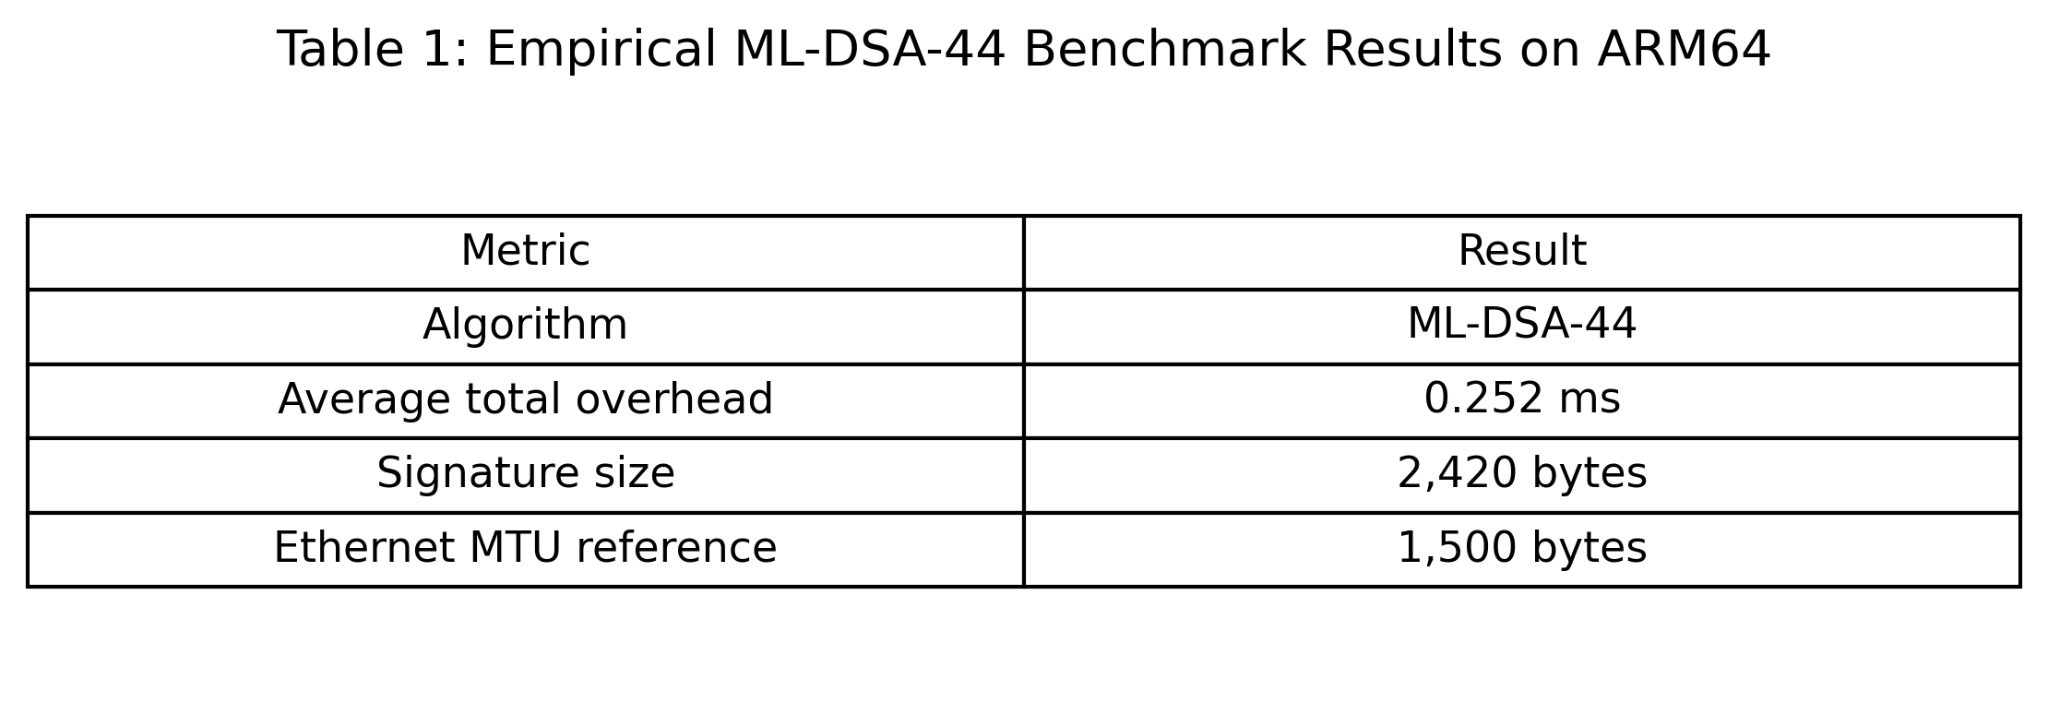 Table 1: Empirical ML-DSA-44 Benchmark Results on ARM64
Metric Result
Algorithm ML-DSA-44
Average total overhead 0.252 ms
Signature size 2,420 bytes
Ethernet MTU reference 1,500 bytes